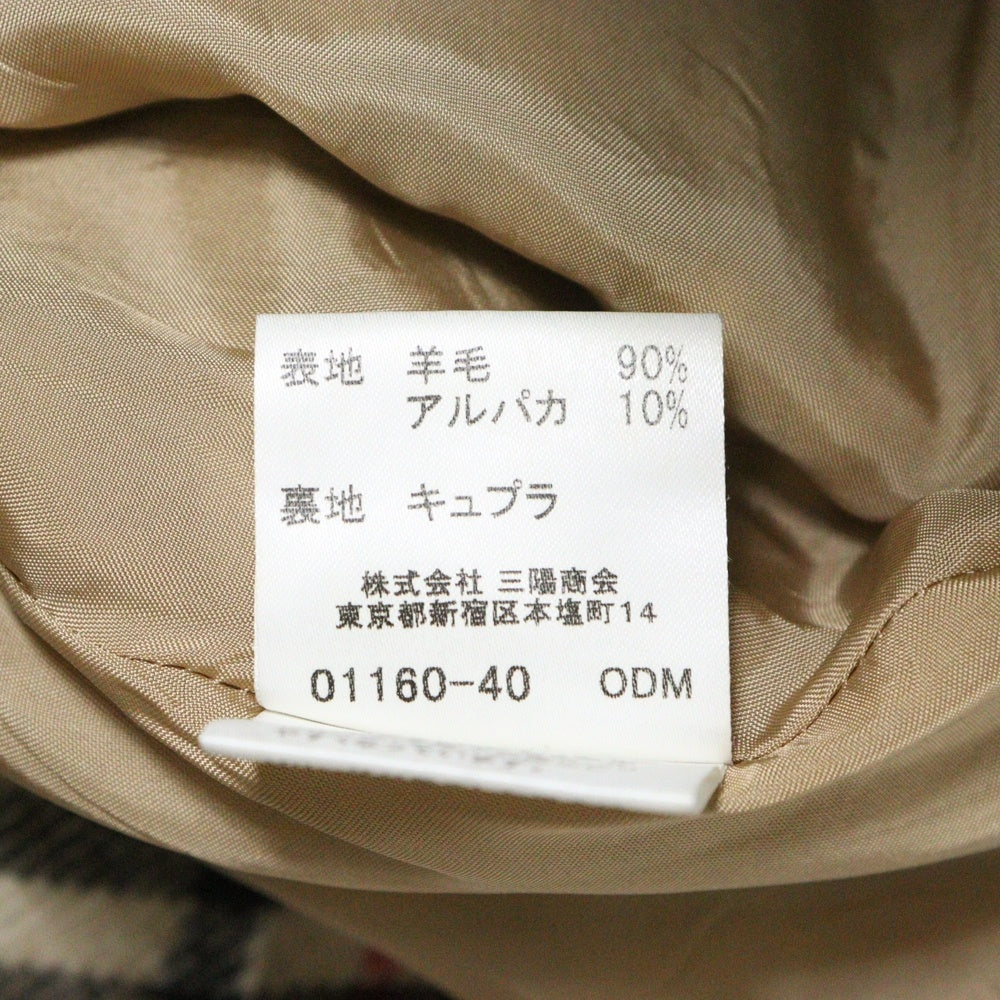 表地 羊毛 90%
アルパカ 10%
裏地 キュプラ
株式会社 三陽商会
東京都新宿区本塩町14
01160-40 ODM